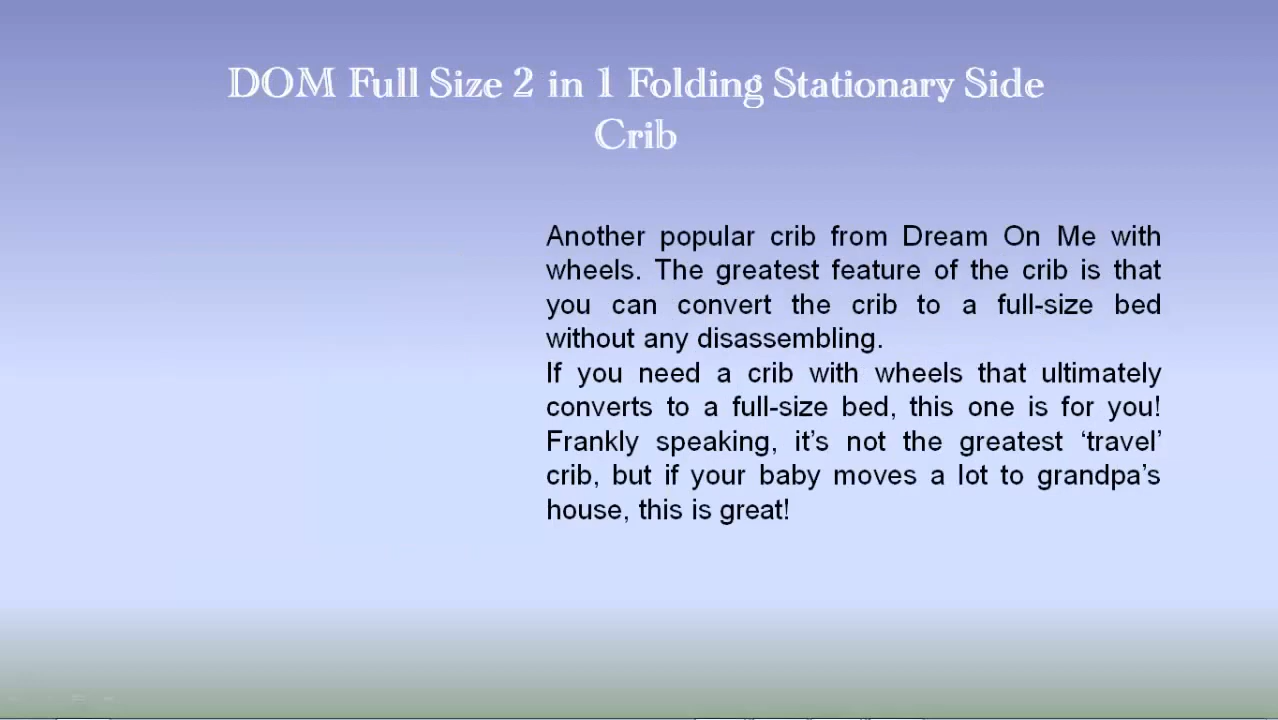 DOM Full Size 2 in 1 Folding Stationary Side
Crib
Another popular crib from Dream On Me with
wheels. The greatest feature of the crib is that
you can convert the crib to a full-size bed
without any disassembling.
If you need a crib with wheels that ultimately
converts to a full-size bed, this one is for you!
Frankly speaking, it’s not the greatest ‘travel’
crib, but if your baby moves a lot to grandpa’s
house, this is great!